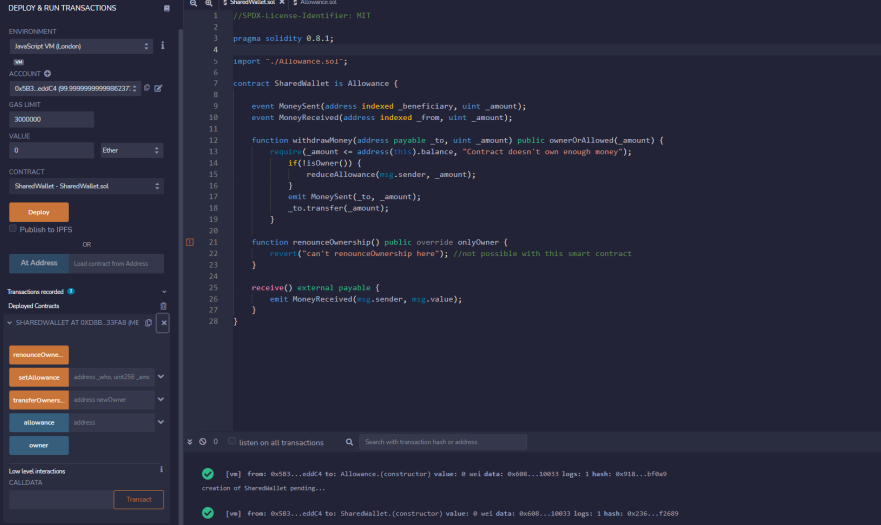 DEPLOY & RUN TRANSACTIONS
ENVIRONMENT
JavaScript VM (London)
VM
ACCOUNT
0x5B3...eddC4 (99.99999999999862373
GAS LIMIT
3000000
VALUE
0
Ether
CONTRACT
SharedWallet - SharedWallet.sol
Deploy
Publish to IPFS
OR
At Address
Load contract from Address
Transactions recorded
Deployed Contracts
SHAREDWALLET AT 0XD8B...33FA8 (ME
renounceOwne...
setAllowance
address _who, uint256 _amo
transferOwners...
address newOwner
allowance
address
owner
Low level interactions
CALLDATA
Transact
SharedWallet.sol
Allowance.sol
1 //SPDX-License-Identifier: MIT
2
3 pragma solidity 0.8.1;
4
5 import "./Allowance.sol";
6
7 contract SharedWallet is Allowance {
8
9 event MoneySent(address indexed _beneficiary, uint _amount);
10 event MoneyReceived(address indexed _from, uint _amount);
11
12 function withdrawMoney(address payable _to, uint _amount) public ownerOrAllowed(_amount) {
13 require(_amount <= address(this).balance, "Contract doesn't own enough money");
14 if(!isOwner()) {
15 reduceAllowance(msg.sender, _amount);
16 }
17 emit MoneySent(_to, _amount);
18 _to.transfer(_amount);
19 }
20
21 function renounceOwnership() public override onlyOwner {
22 revert("can't renounceOwnership here"); //not possible with this smart contract
23 }
24
25 receive() external payable {
26 emit MoneyReceived(msg.sender, msg.value);
27 }
28 }
0
listen on all transactions
Search with transaction hash or address
[vm] from: 0x5B3...eddC4 to: Allowance.(constructor) value: 0 wei data: 0x608...10033 logs: 1 hash: 0x918...bf0a9
creation of SharedWallet pending...
[vm] from: 0x5B3...eddC4 to: SharedWallet.(constructor) value: 0 wei data: 0x608...10033 logs: 1 hash: 0x236...f2689